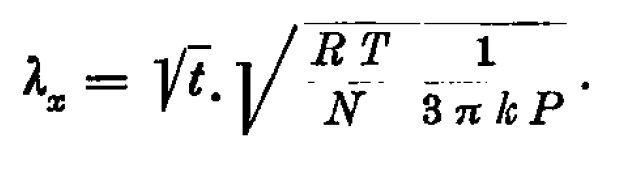 λ_x = √t. √(RT/N · 1/(3πkP)).